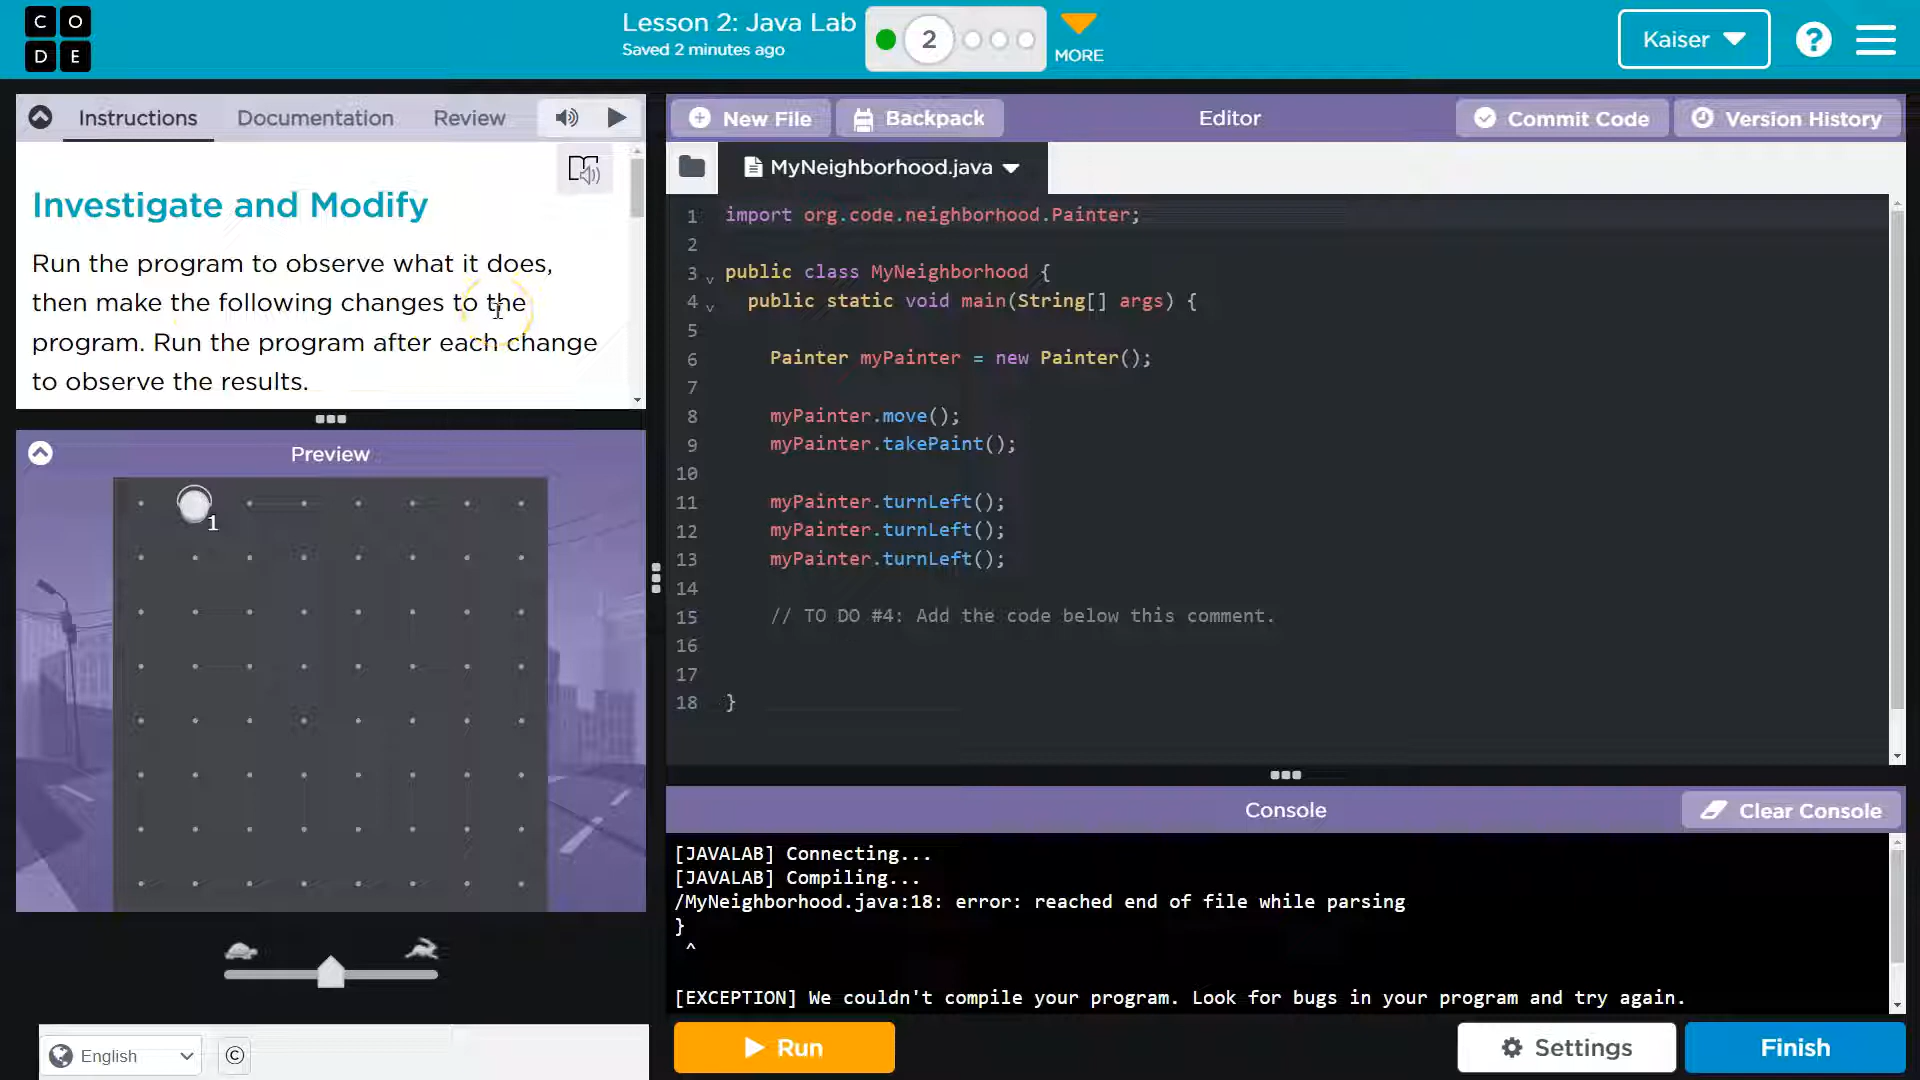 C O
D E
Lesson 2: Java Lab
Saved 2 minutes ago
2
MORE
Kaiser
?
Instructions
Documentation
Review
New File
Backpack
Editor
Commit Code
Version History
MyNeighborhood.java
Investigate and Modify
Run the program to observe what it does,
then make the following changes to the
program. Run the program after each change
to observe the results.
Preview
1
1 import org.code.neighborhood.Painter;
2
3 public class MyNeighborhood {
4 public static void main(String[] args) {
5
6 Painter myPainter = new Painter();
7
8 myPainter.move();
9 myPainter.takePaint();
10
11 myPainter.turnLeft();
12 myPainter.turnLeft();
13 myPainter.turnLeft();
14
15 // TO DO #4: Add the code below this comment.
16
17
18 }
Console
Clear Console
[JAVALAB] Connecting...
[JAVALAB] Compiling...
/MyNeighborhood.java:18: error: reached end of file while parsing
}
^
[EXCEPTION] We couldn't compile your program. Look for bugs in your program and try again.
English
©
Run
Settings
Finish